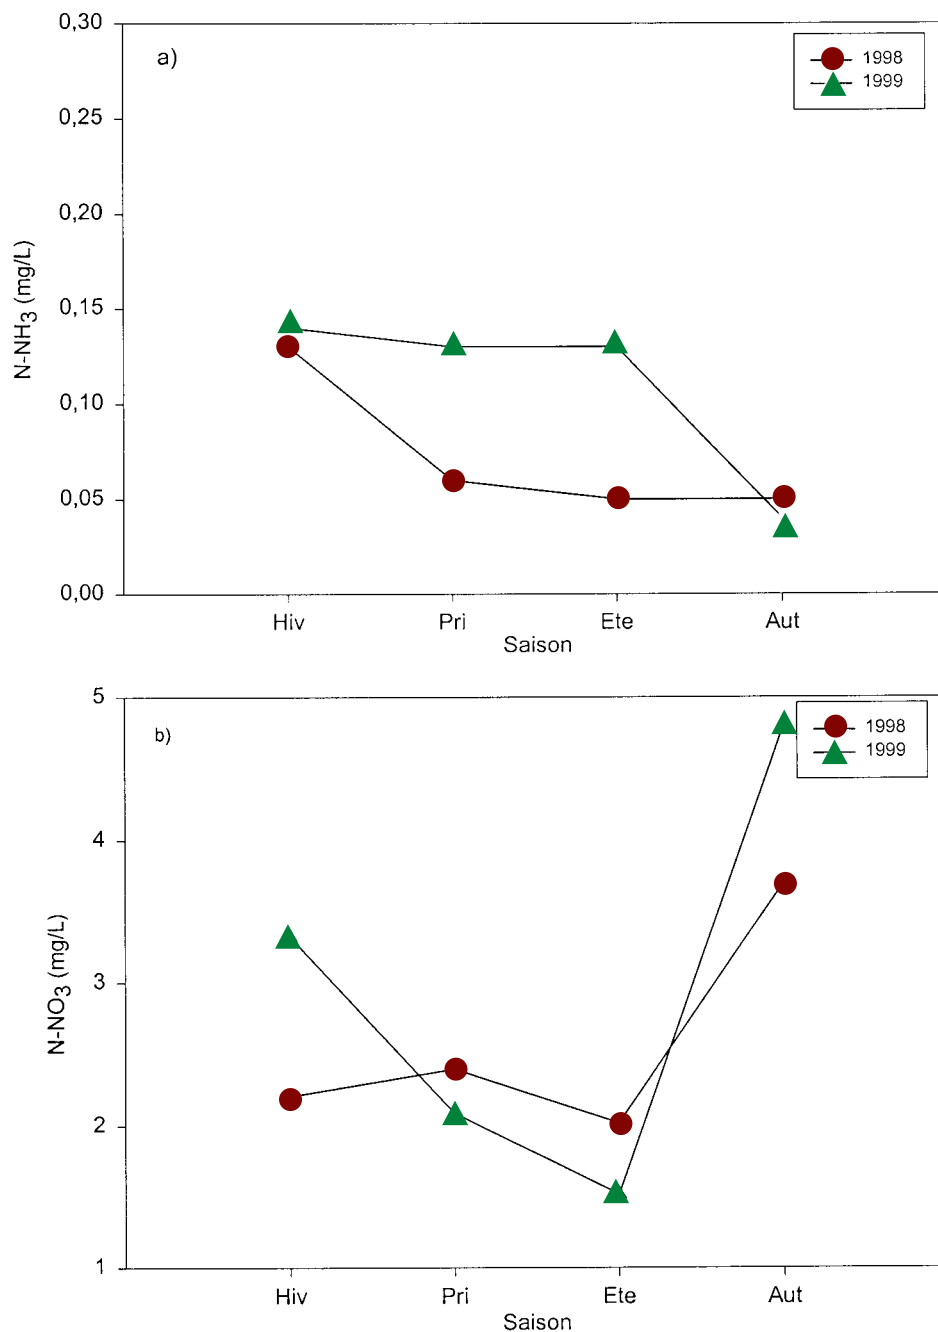 a)
1998
1999
0,30
0,25
0,20
0,15
0,10
0,05
0,00
N-NH3 (mg/L)
Hiv Pri Ete Aut
Saison
b)
1998
1999
5
4
3
2
1
N-NO3 (mg/L)
Hiv Pri Ete Aut
Saison